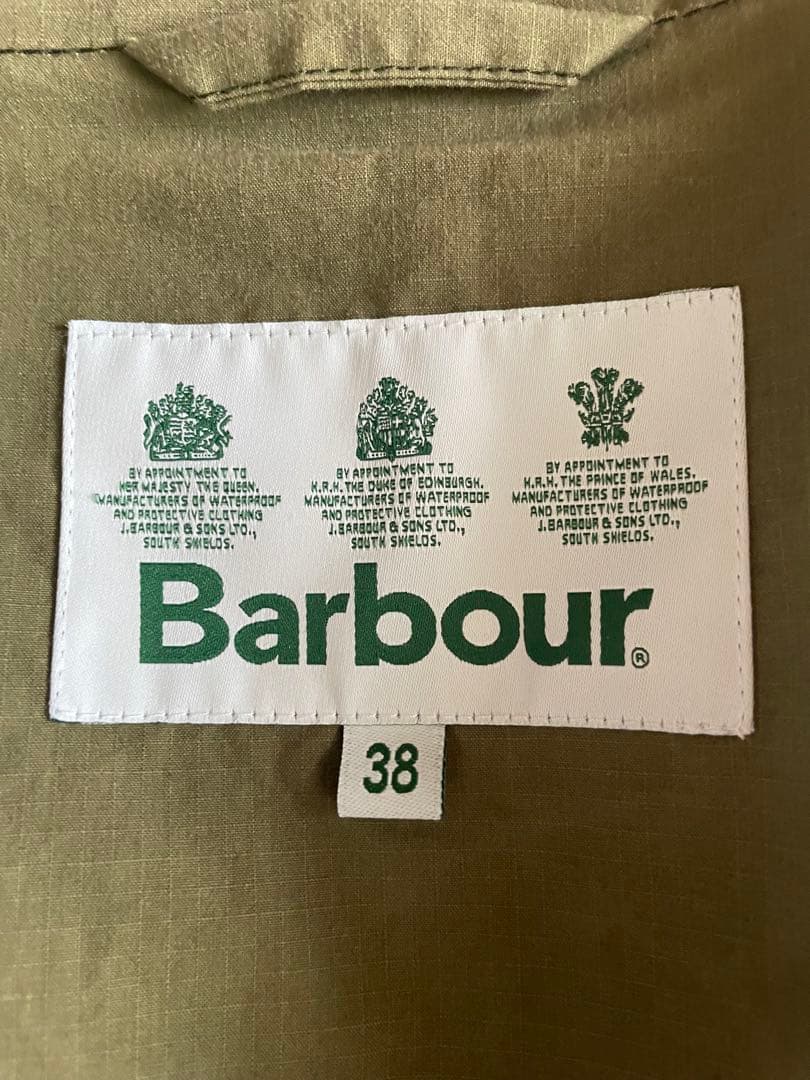 BY APPOINTMENT TO
HER MAJESTY THE QUEEN.
MANUFACTURERS OF WATERPROOF
AND PROTECTIVE CLOTHING
J.BARBOUR & SONS LTD.,
SOUTH SHIELDS.
BY APPOINTMENT TO
H.R.H. THE DUKE OF EDINBURGH.
MANUFACTURERS OF WATERPROOF
AND PROTECTIVE CLOTHING
J.BARBOUR & SONS LTD.,
SOUTH SHIELDS.
BY APPOINTMENT TO
H.R.H. THE PRINCE OF WALES.
MANUFACTURERS OF WATERPROOF
AND PROTECTIVE CLOTHING
J.BARBOUR & SONS LTD.,
SOUTH SHIELDS.
Barbour®
38